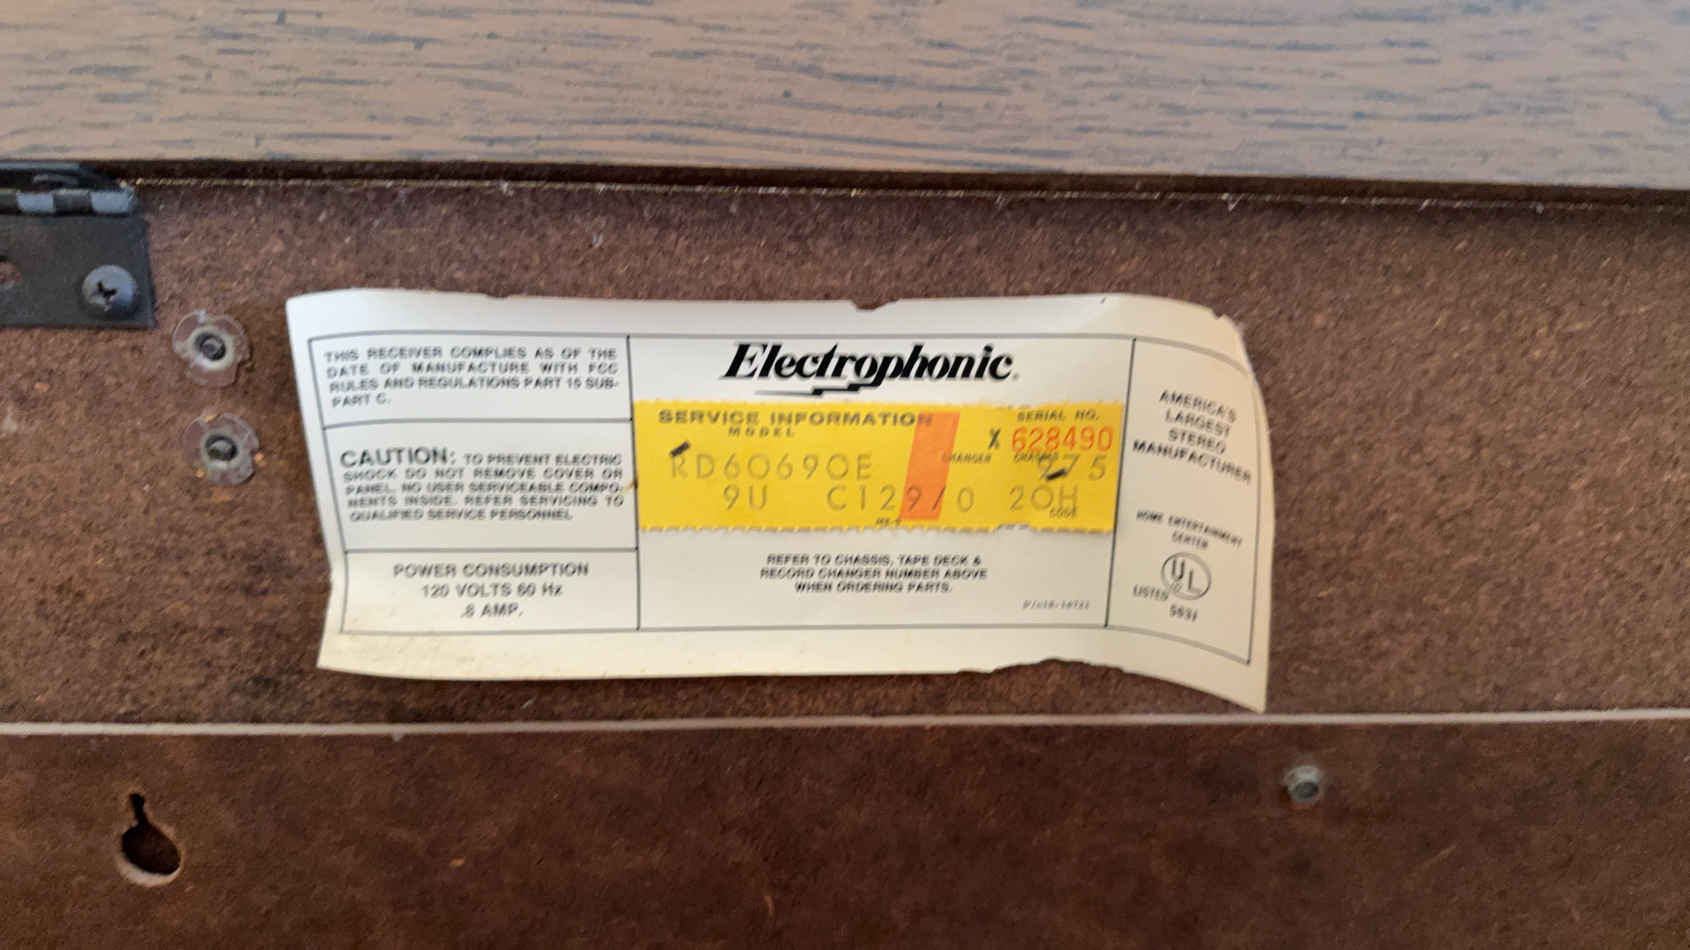 THIS RECEIVER COMPLIES AS OF THE
DATE OF MANUFACTURE WITH FCC
RULES AND REGULATIONS PART 15 SUB-
PART C.
CAUTION: TO PREVENT ELECTRIC
SHOCK DO NOT REMOVE COVER OR
PANEL. NO USER SERVICEABLE COMPO-
NENTS INSIDE. REFER SERVICING TO
QUALIFIED SERVICE PERSONNEL
POWER CONSUMPTION
120 VOLTS 60 Hz
.8 AMP.
Electrophonic
SERVICE INFORMATION
MODEL
SERIAL NO.
X 628490
RD60690E
CHANGER
CHASSIS
975
9U C129/0 20H
CODE
REFER TO CHASSIS, TAPE DECK &
RECORD CHANGER NUMBER ABOVE
WHEN ORDERING PARTS.
AMERICA'S
LARGEST
STEREO
MANUFACTURER
HOME ENTERTAINMENT
CENTER
UL
LISTED
563J